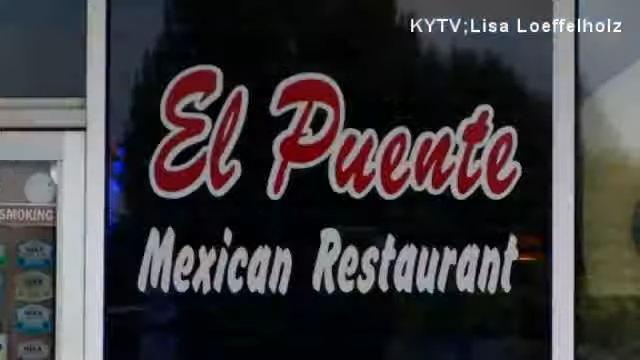 KYTV;Lisa Loeffelholz
El Puente
Mexican Restaurant
SMOKING